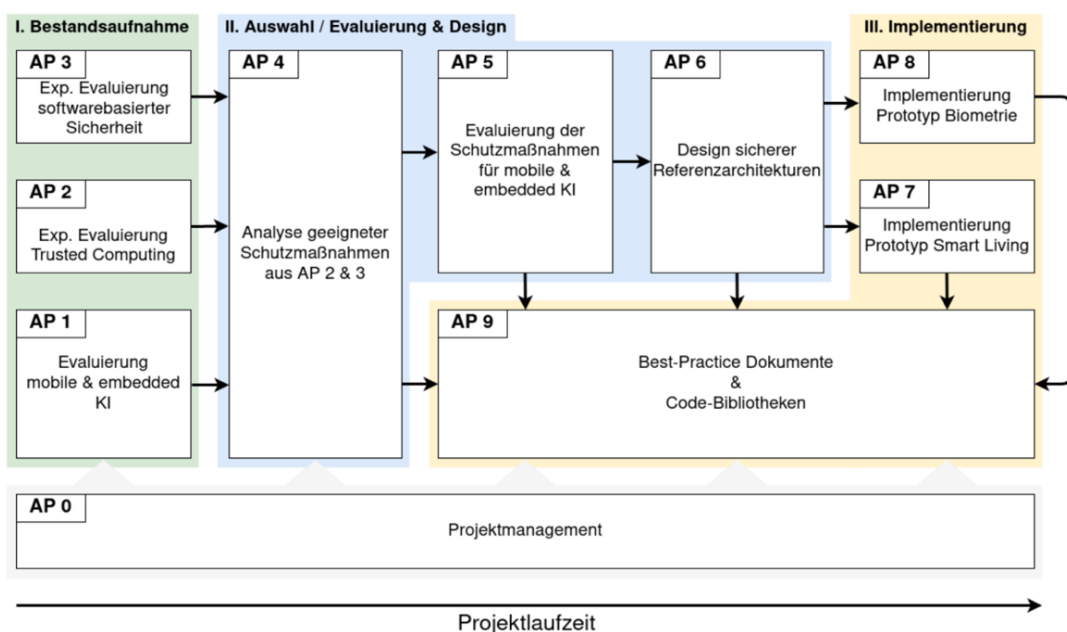 I. Bestandsaufnahme
II. Auswahl / Evaluierung & Design
III. Implementierung
AP 3
Exp. Evaluierung
softwarebasierter
Sicherheit
AP 2
Exp. Evaluierung
Trusted Computing
AP 1
Evaluierung
mobile & embedded
KI
AP 4
Analyse geeigneter
Schutzmaßnahmen
aus AP 2 & 3
AP 5
Evaluierung der
Schutzmaßnahmen
für mobile &
embedded KI
AP 6
Design sicherer
Referenzarchitekturen
AP 8
Implementierung
Prototyp Biometrie
AP 7
Implementierung
Prototyp Smart Living
AP 9
Best-Practice Dokumente
&
Code-Bibliotheken
AP 0
Projektmanagement
Projektlaufzeit